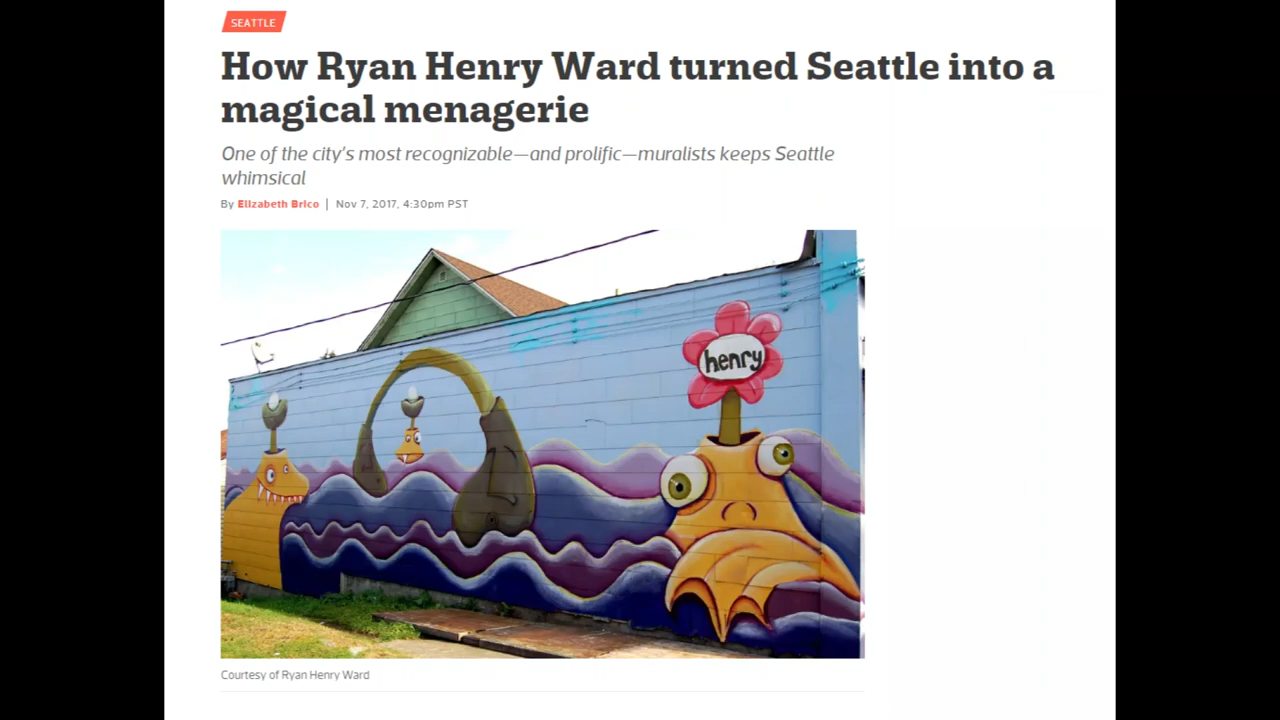 SEATTLE
How Ryan Henry Ward turned Seattle into a
magical menagerie
One of the city's most recognizable—and prolific—muralists keeps Seattle
whimsical
By Elizabeth Brico | Nov 7, 2017, 4:30pm PST
henry
Courtesy of Ryan Henry Ward